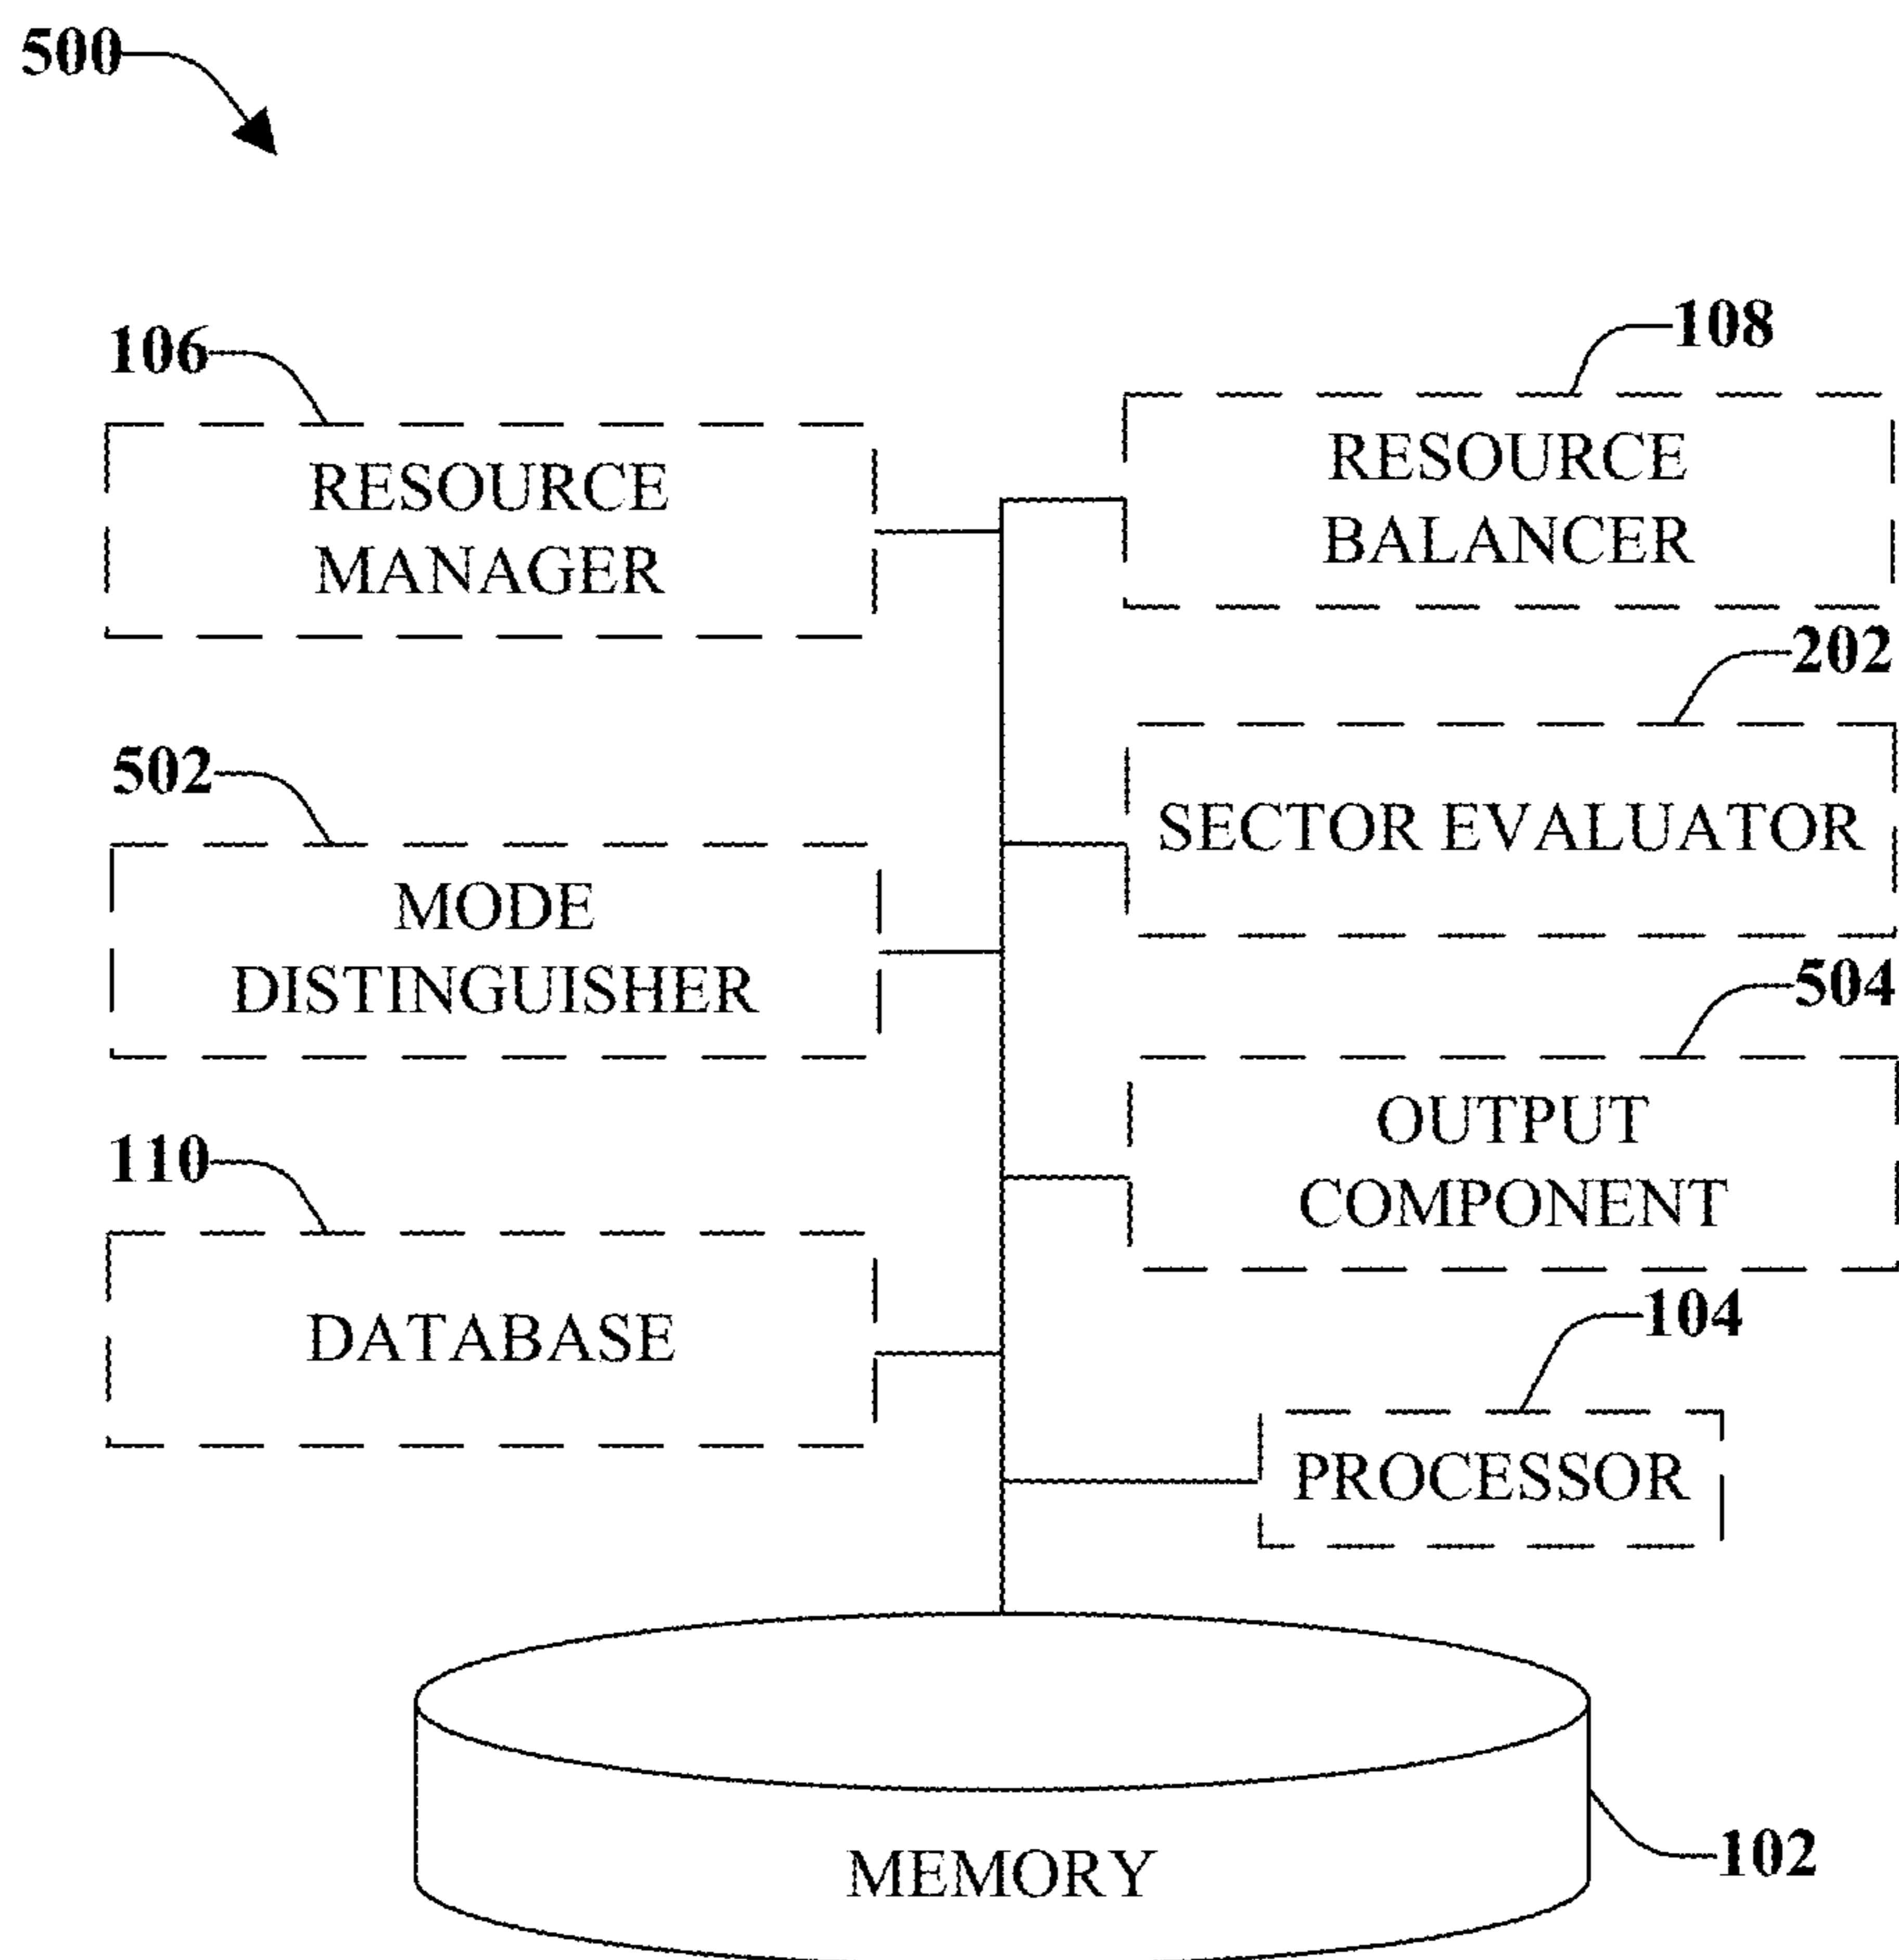 500
106
RESOURCE
MANAGER
108
RESOURCE
BALANCER
202
SECTOR EVALUATOR
502
MODE
DISTINGUISHER
504
OUTPUT
COMPONENT
110
DATABASE
104
PROCESSOR
MEMORY
102